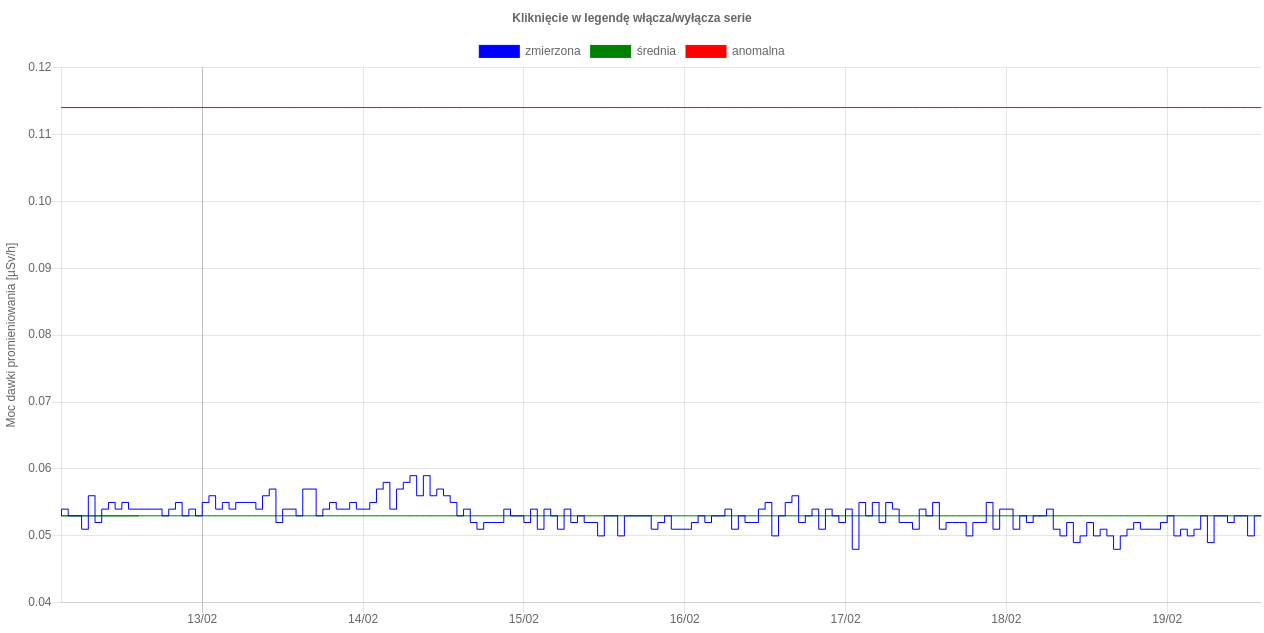 Kliknięcie w legendę włącza/wyłącza serie
zmierzona średnia anomalna
Moc dawki promieniowania [µSv/h]
0.12
0.11
0.10
0.09
0.08
0.07
0.06
0.05
0.04
13/02 14/02 15/02 16/02 17/02 18/02 19/02